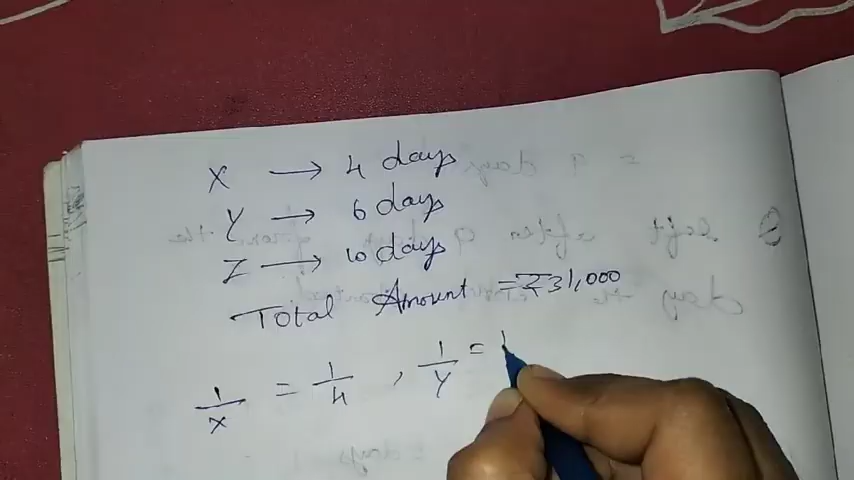 X → 4 days
Y → 6 days
Z → 10 days
Total Amount = ₹31,000
1/x = 1/4 , 1/Y = 1